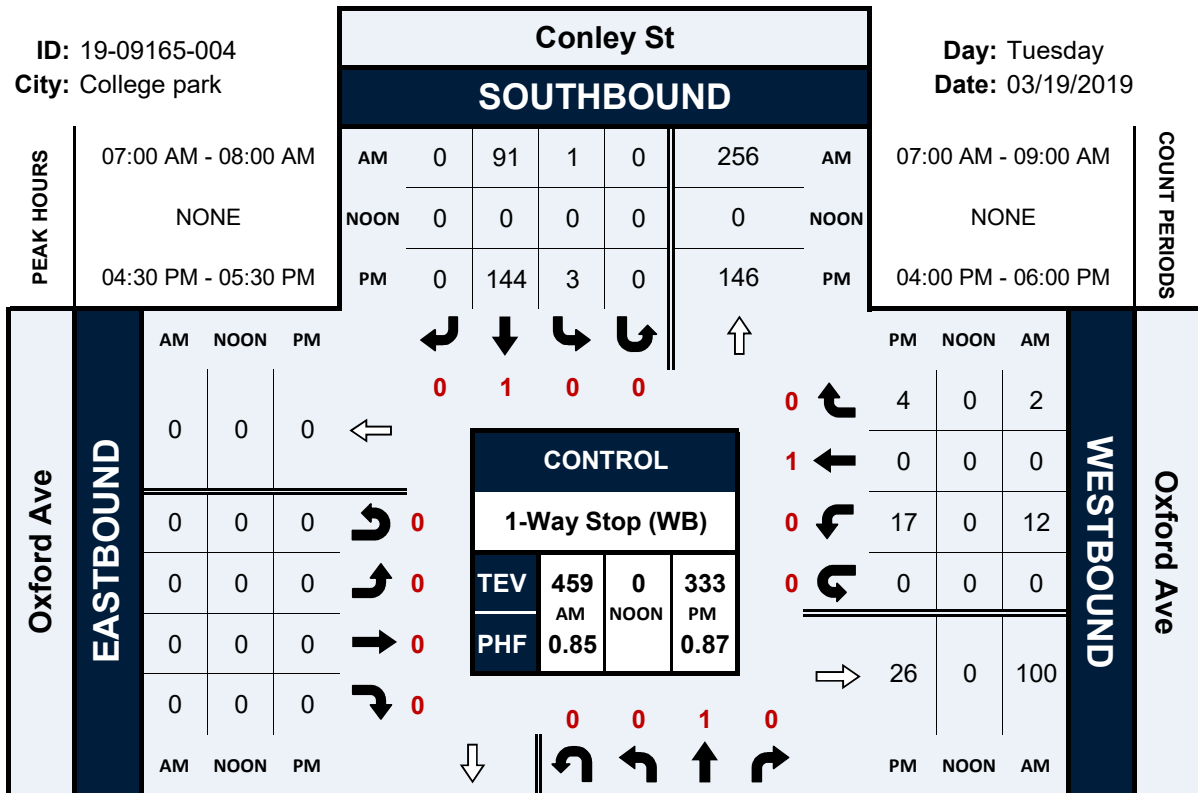 Conley St
ID: 19-09165-004
Day: Tuesday
City: College park
Date: 03/19/2019
SOUTHBOUND
PEAK HOURS
07:00 AM - 08:00 AM
AM 0 91 1 0 256 AM
07:00 AM - 09:00 AM
COUNT PERIODS
NONE
NOON 0 0 0 0 0 NOON
NONE
04:30 PM - 05:30 PM
PM 0 144 3 0 146 PM
04:00 PM - 06:00 PM
Oxford Ave
EASTBOUND
AM NOON PM
0 1 0 0
PM NOON AM
0 4 0 2
0 0 0
1 0 0 0
0 0 0 0
0 17 0 12
0 0 0 0
0 0 0 0
0 0 0 0
26 0 100
0 0 0 0
AM NOON PM
CONTROL
1-Way Stop (WB)
TEV 459 0 333
AM NOON PM
PHF 0.85 0.87
0 0 1 0
PM NOON AM
WESTBOUND
Oxford Ave